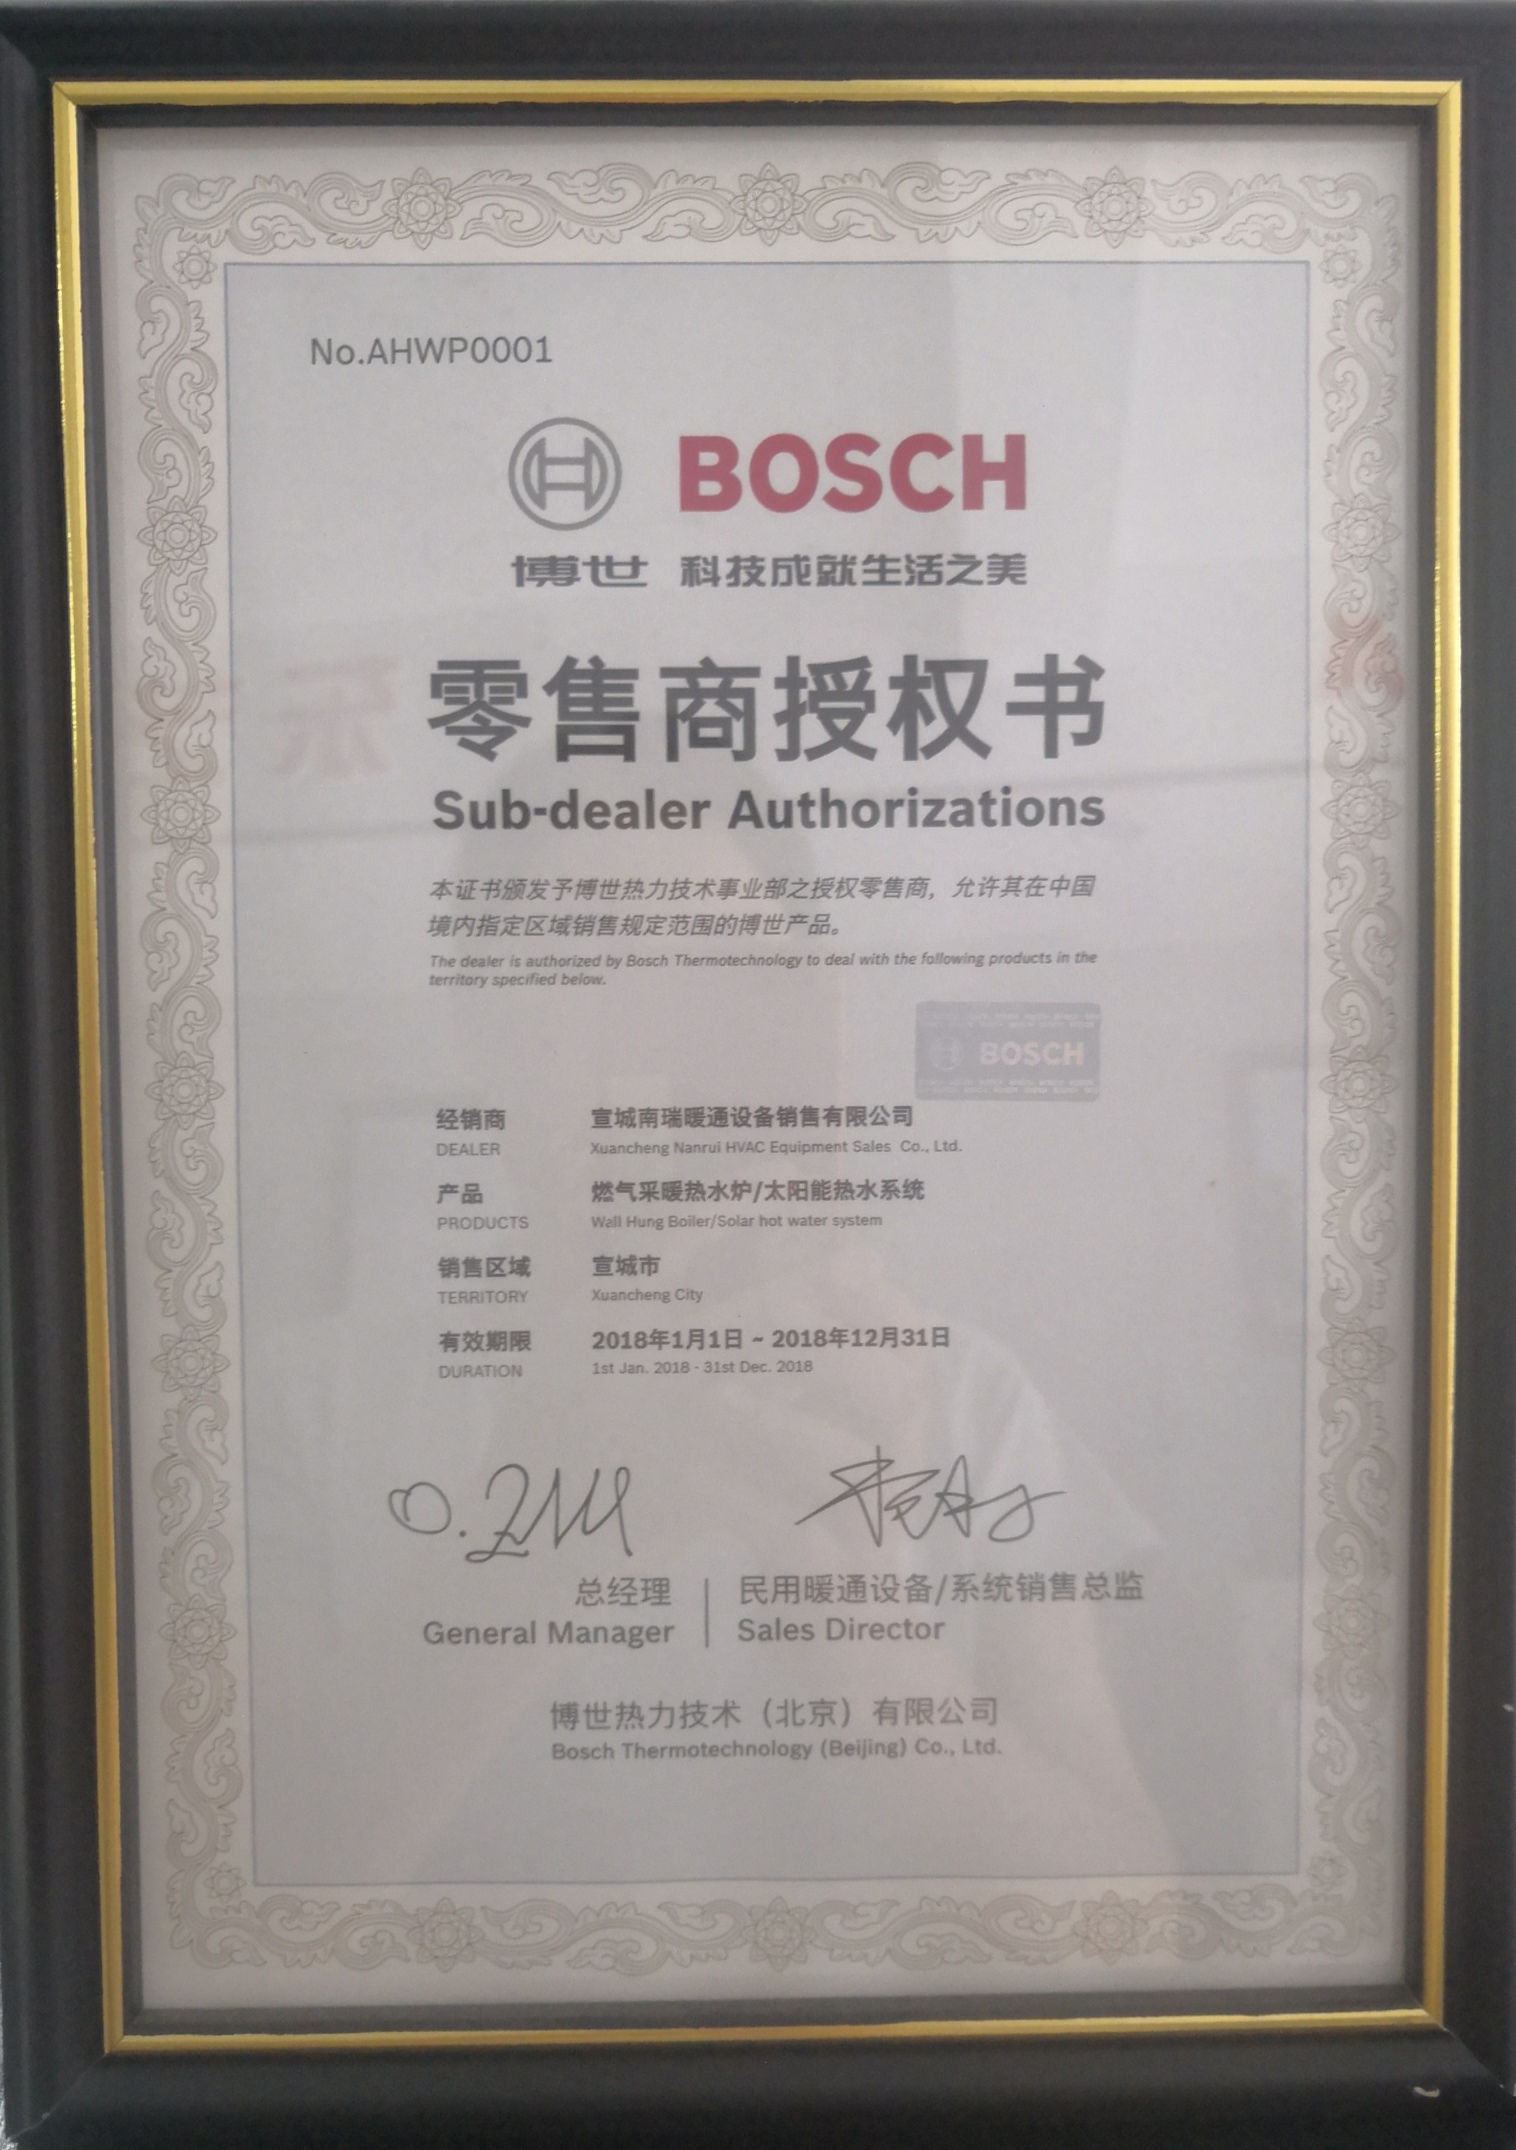 No.AHWP0001
BOSCH
博世 科技成就生活之美
零售商授权书
Sub-dealer Authorizations
本证书颁发予博世热力技术事业部之授权零售商，允许其在中国
境内指定区域销售规定范围的博世产品。
The dealer is authorized by Bosch Thermotechnology to deal with the following products in the
territory specified below.
BOSCH
经销商 宣城南瑞暖通设备销售有限公司
DEALER Xuancheng Nanrui HVAC Equipment Sales Co., Ltd.
产品 燃气采暖热水炉/太阳能热水系统
PRODUCTS Wall Hung Boiler/Solar hot water system
销售区域 宣城市
TERRITORY Xuancheng City
有效期限 2018年1月1日 ~ 2018年12月31日
DURATION 1st Jan. 2018 - 31st Dec. 2018
总经理 民用暖通设备/系统销售总监
General Manager Sales Director
博世热力技术（北京）有限公司
Bosch Thermotechnology (Beijing) Co., Ltd.